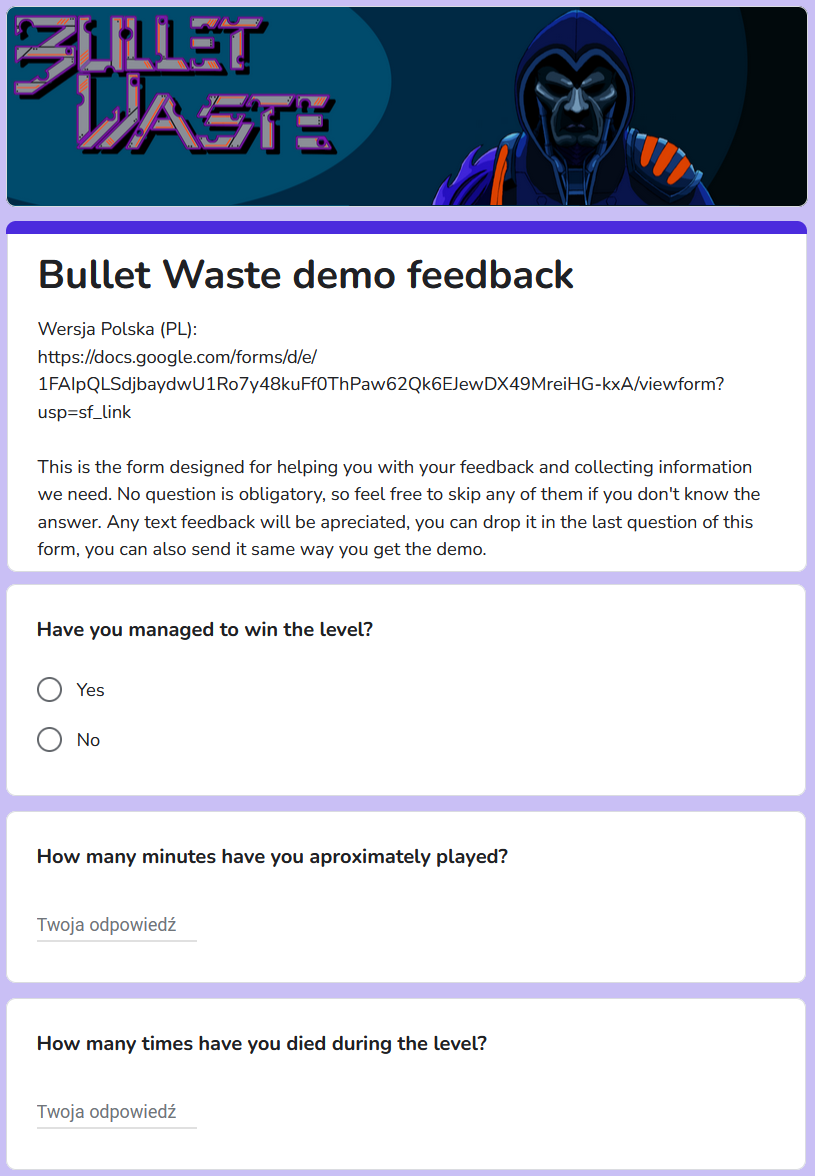 BULLET
WASTE
Bullet Waste demo feedback
Wersja Polska (PL):
https://docs.google.com/forms/d/e/
1FAIpQLSdjbaydwU1Ro7y48kuFf0ThPaw62Qk6EJewDX49MreiHG-kxA/viewform?
usp=sf_link
This is the form designed for helping you with your feedback and collecting information
we need. No question is obligatory, so feel free to skip any of them if you don't know the
answer. Any text feedback will be apreciated, you can drop it in the last question of this
form, you can also send it same way you get the demo.
Have you managed to win the level?
Yes
No
How many minutes have you aproximately played?
Twoja odpowiedź
How many times have you died during the level?
Twoja odpowiedź